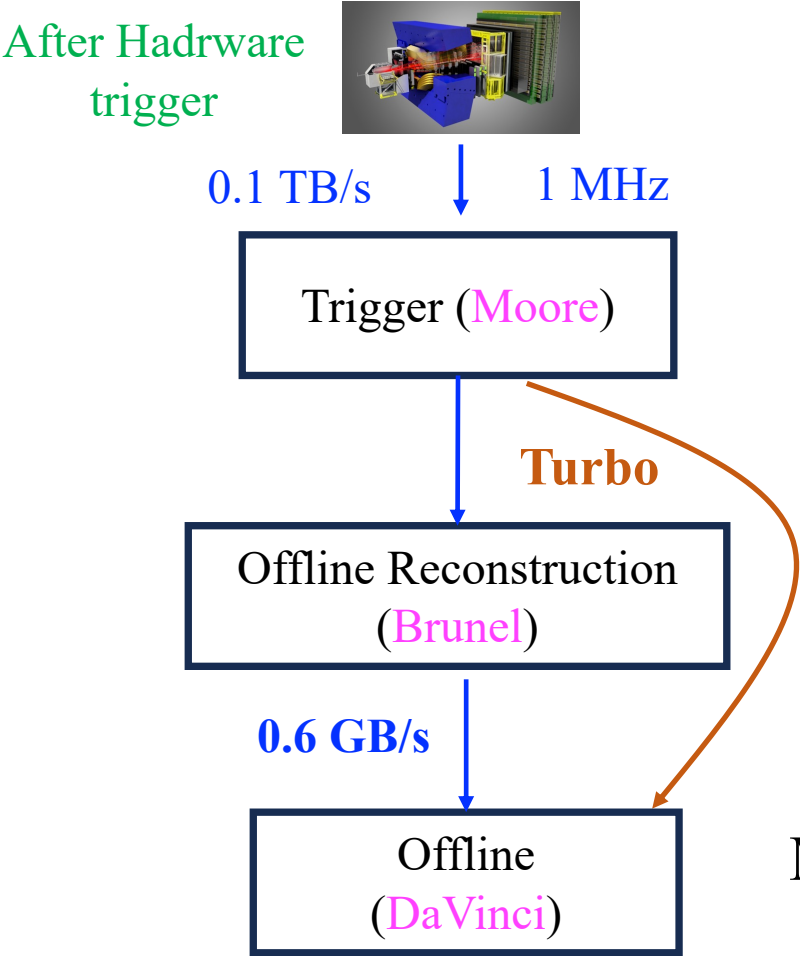 After Hadrware
trigger
0.1 TB/s
1 MHz
Trigger (Moore)
Turbo
Offline Reconstruction
(Brunel)
0.6 GB/s
Offline
(DaVinci)